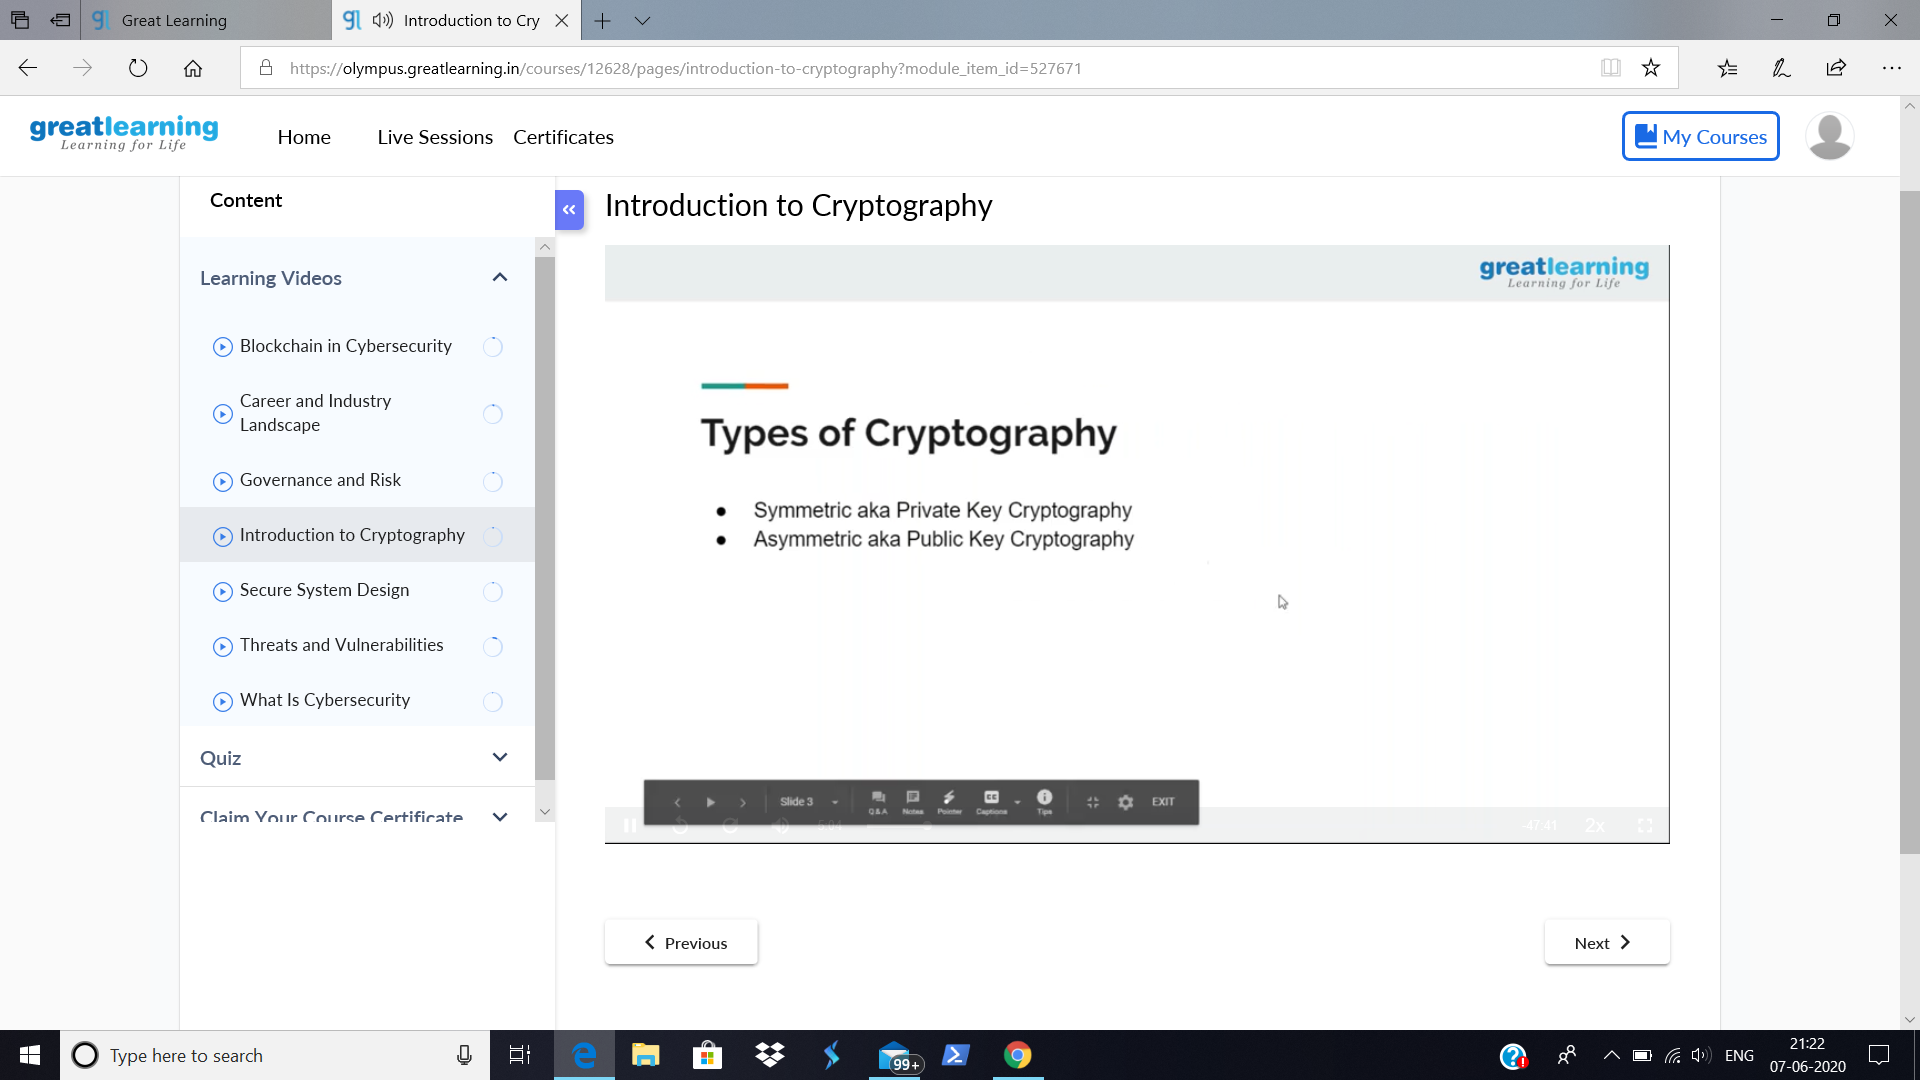 Great Learning
Introduction to Cry
https://olympus.greatlearning.in/courses/12628/pages/introduction-to-cryptography?module_item_id=527671
greatlearning
Learning for Life
Home
Live Sessions
Certificates
My Courses
Content
Introduction to Cryptography
Learning Videos
Blockchain in Cybersecurity
Career and Industry
Landscape
Governance and Risk
Introduction to Cryptography
Secure System Design
Threats and Vulnerabilities
What Is Cybersecurity
Quiz
Claim Your Course Certificate
greatlearning
Learning for Life
Types of Cryptography
• Symmetric aka Private Key Cryptography
• Asymmetric aka Public Key Cryptography
Slide 3
Q&A
Notes
Pointer
Captions
Tips
EXIT
5:04
-47:41
2x
Previous
Next
Type here to search
99+
ENG
21:22
07-06-2020